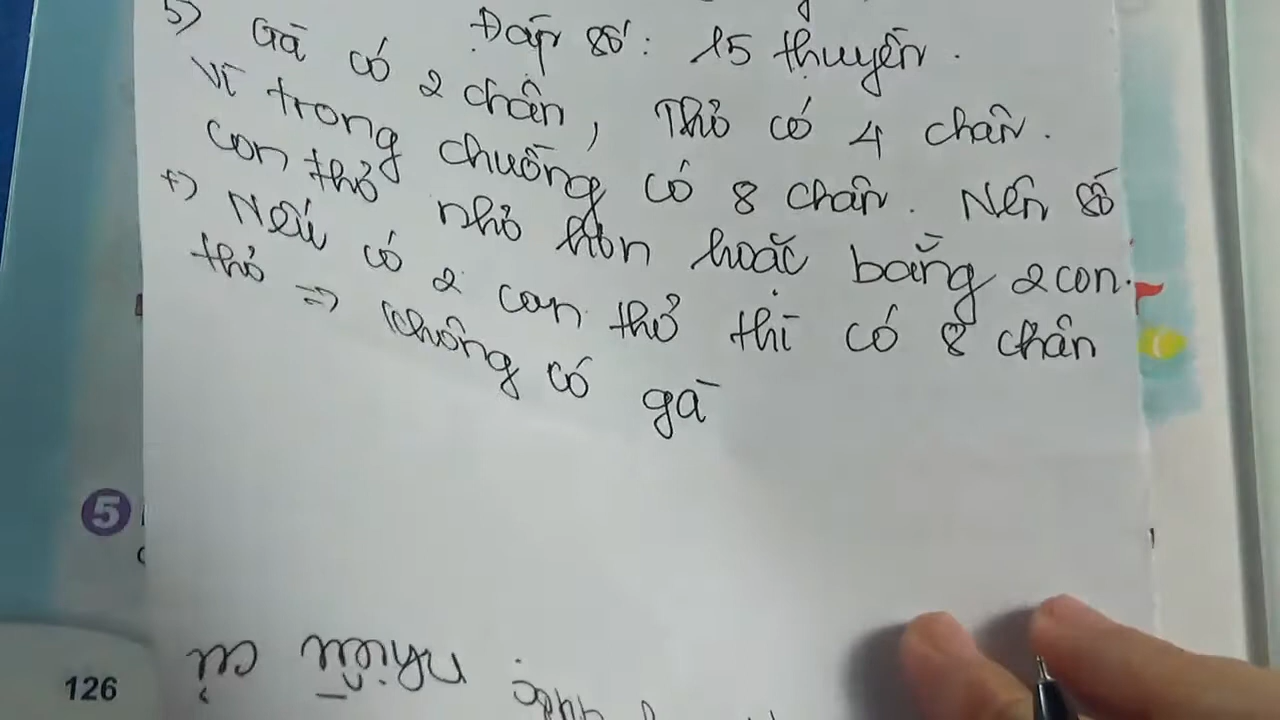 Đáp số: 15 thuyền.
5) Gà có 2 chân, Thỏ có 4 chân.
Vì trong chuồng có 8 chân. Nên số
con thỏ nhỏ hơn hoặc bằng 2 con.
+) Nếu có 2 con thỏ thì có 8 chân
thỏ => không có gà
5
126
nhiều